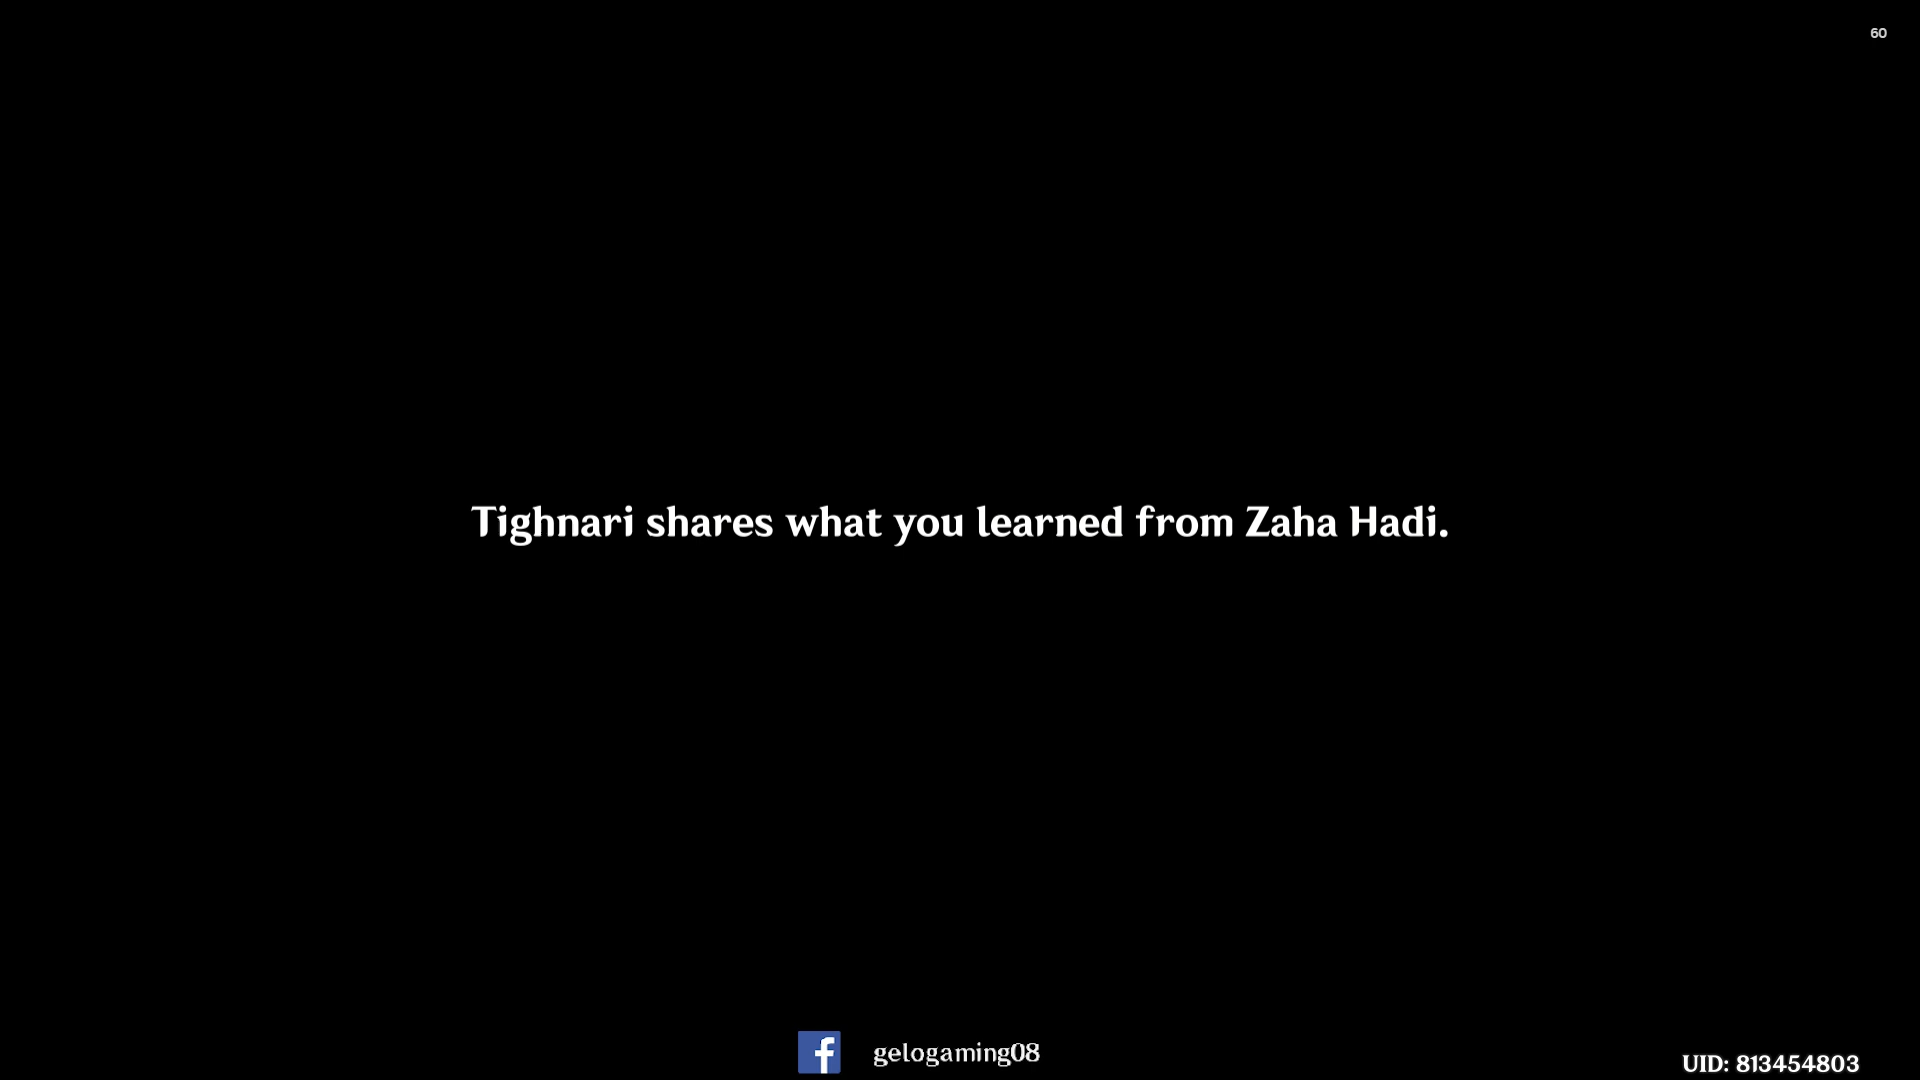 60
Tighnari shares what you learned from Zaha Hadi.
gelogaming08
UID: 813454803